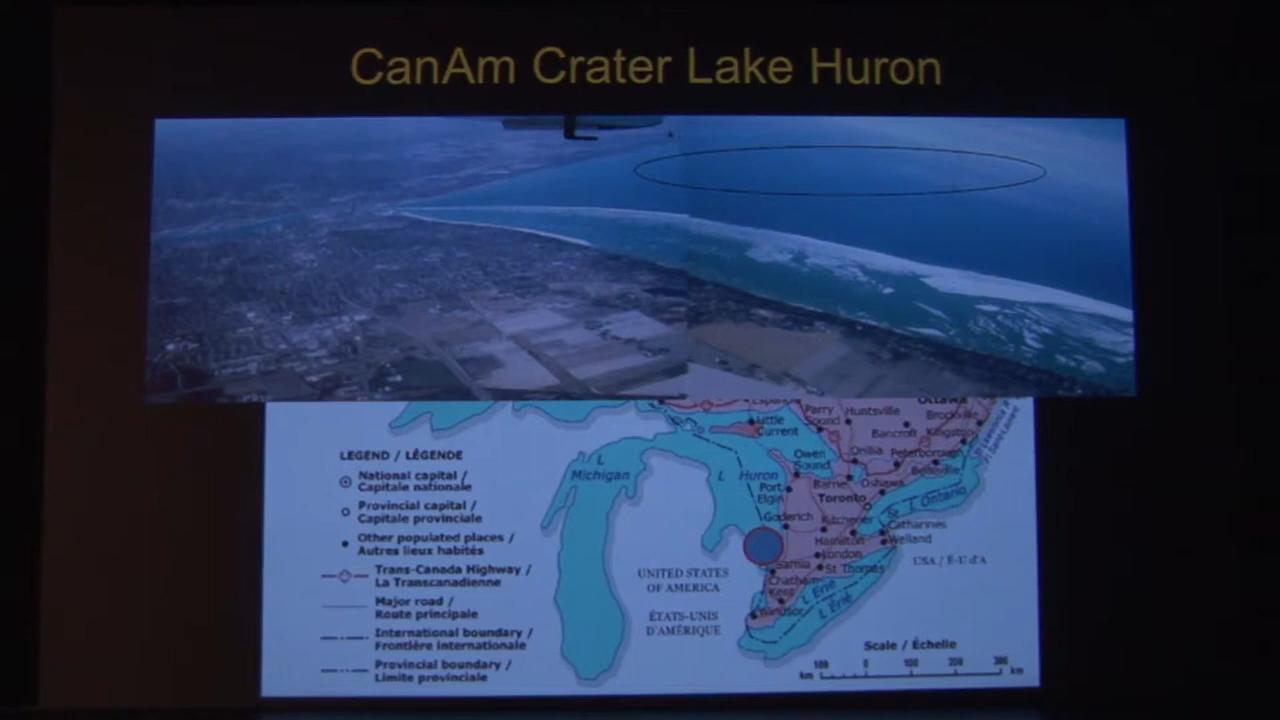 CanAm Crater Lake Huron
Ottawa
Parry
Sound
Huntsville
Brockville
Little
Current
Bancroft
Kingston
LEGEND / LÉGENDE
National capital /
Capitale nationale
Provincial capital /
Capitale provinciale
Other populated places /
Autres lieux habités
Trans-Canada Highway /
La Transcanadienne
Major road /
Route principale
International boundary /
Frontière internationale
Provincial boundary /
Limite provinciale
L
Michigan
L Huron
Owen
Sound
Orillia
Peterborough
Belleville
Barrie
Oshawa
Port
Elgin
Toronto
L Ontario
Goderich
Kitchener
St
Catharines
Hamilton
Welland
London
Sarnia
St Thomas
Chatham-
Kent
Windsor
L Erie
L Érié
UNITED STATES
OF AMERICA
ÉTATS-UNIS
D'AMÉRIQUE
USA / É-U d'A
Scale / Échelle
100 0 100 200 300
km km